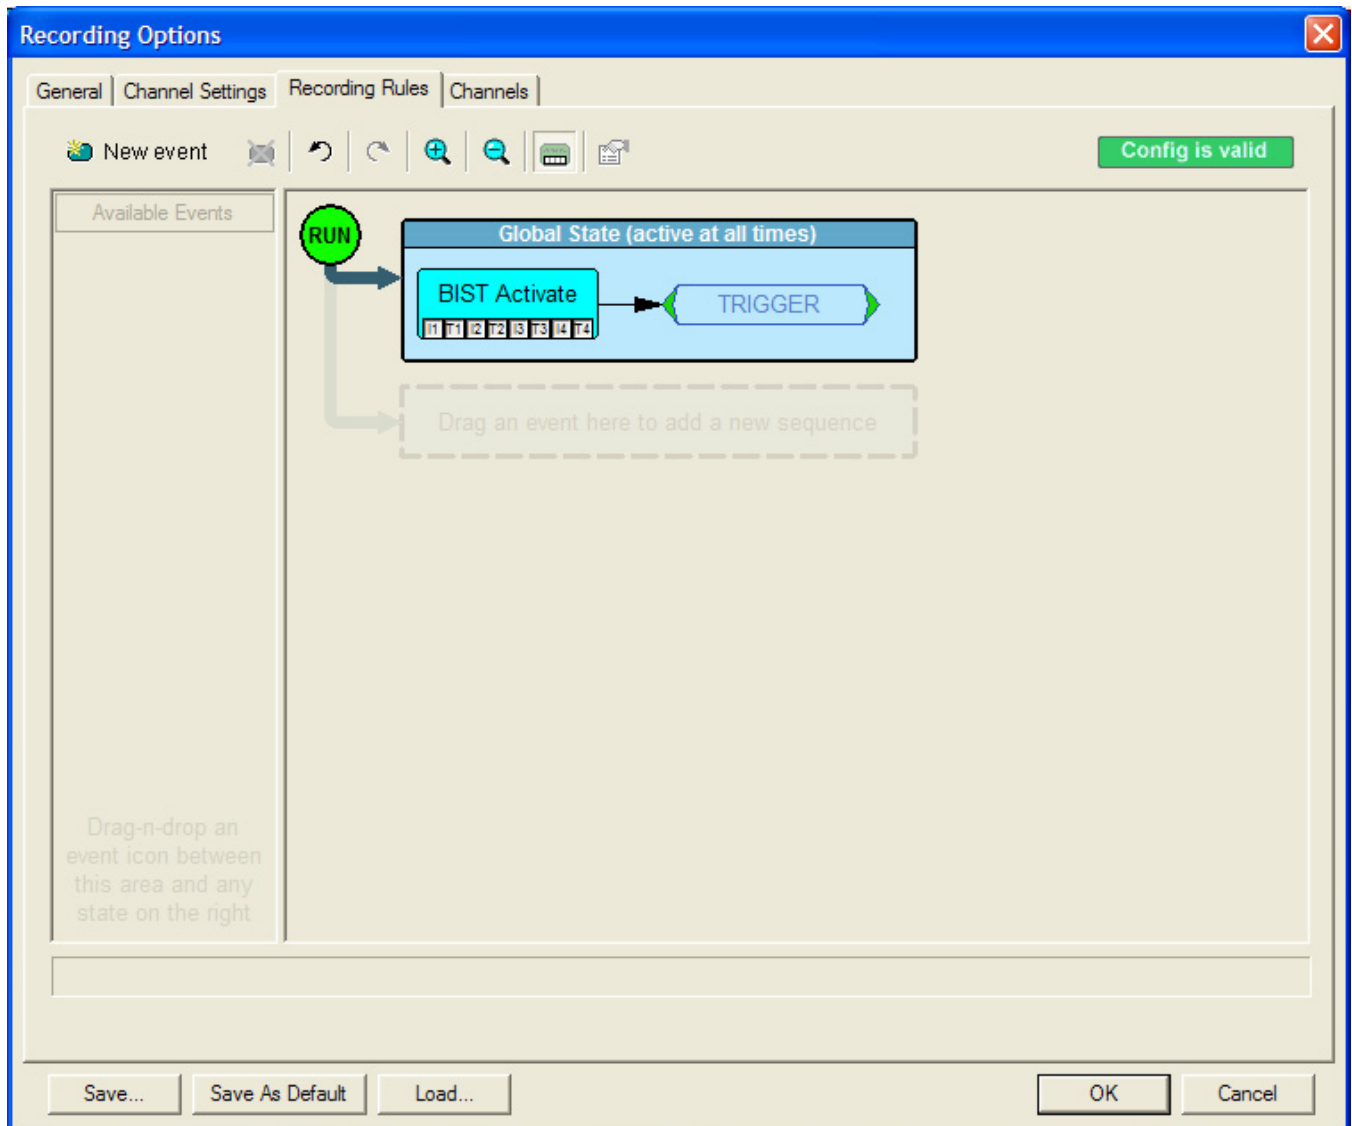 Recording Options
General
Channel Settings
Recording Rules
Channels
New event
Config is valid
Available Events
RUN
Global State (active at all times)
BIST Activate
TRIGGER
I1 T1 I2 T2 I3 T3 I4 T4
Drag an event here to add a new sequence
Drag-n-drop an
event icon between
this area and any
state on the right
Save...
Save As Default
Load...
OK
Cancel